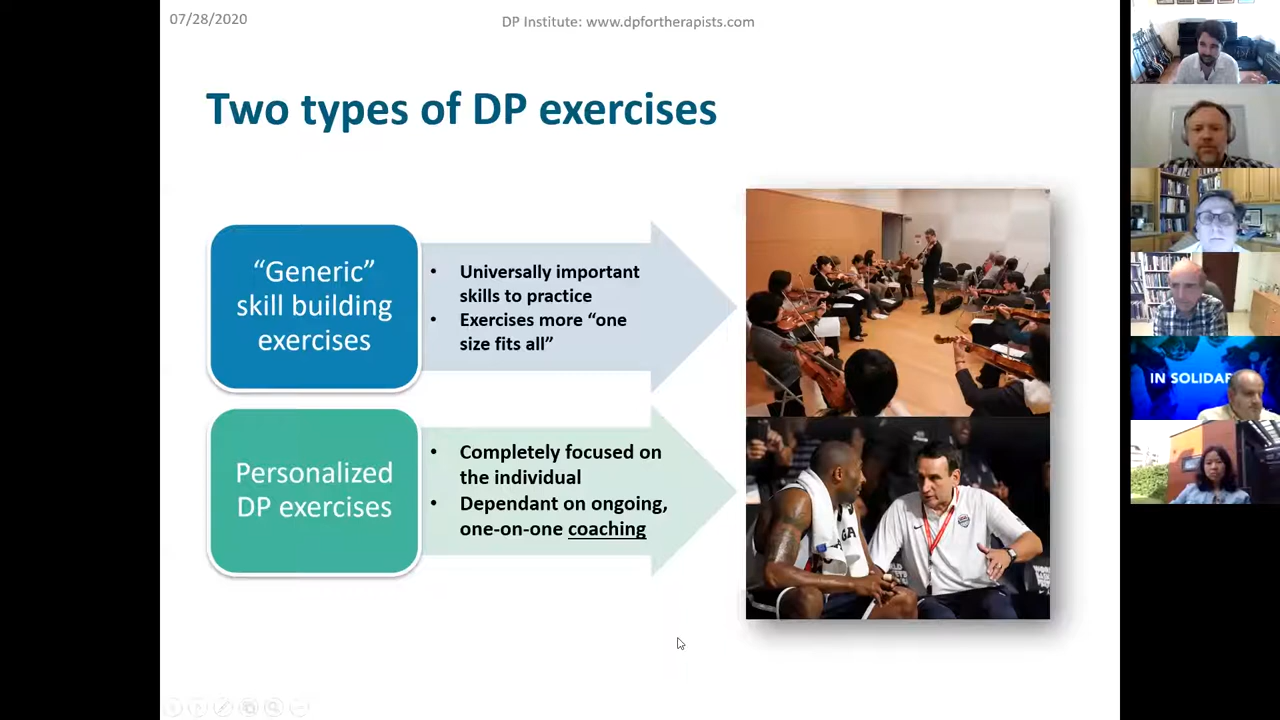 07/28/2020
DP Institute: www.dpfortherapists.com
Two types of DP exercises
“Generic”
skill building
exercises
• Universally important
skills to practice
• Exercises more “one
size fits all”
Personalized
DP exercises
• Completely focused on
the individual
• Dependant on ongoing,
one-on-one coaching
IN SOLIDAR